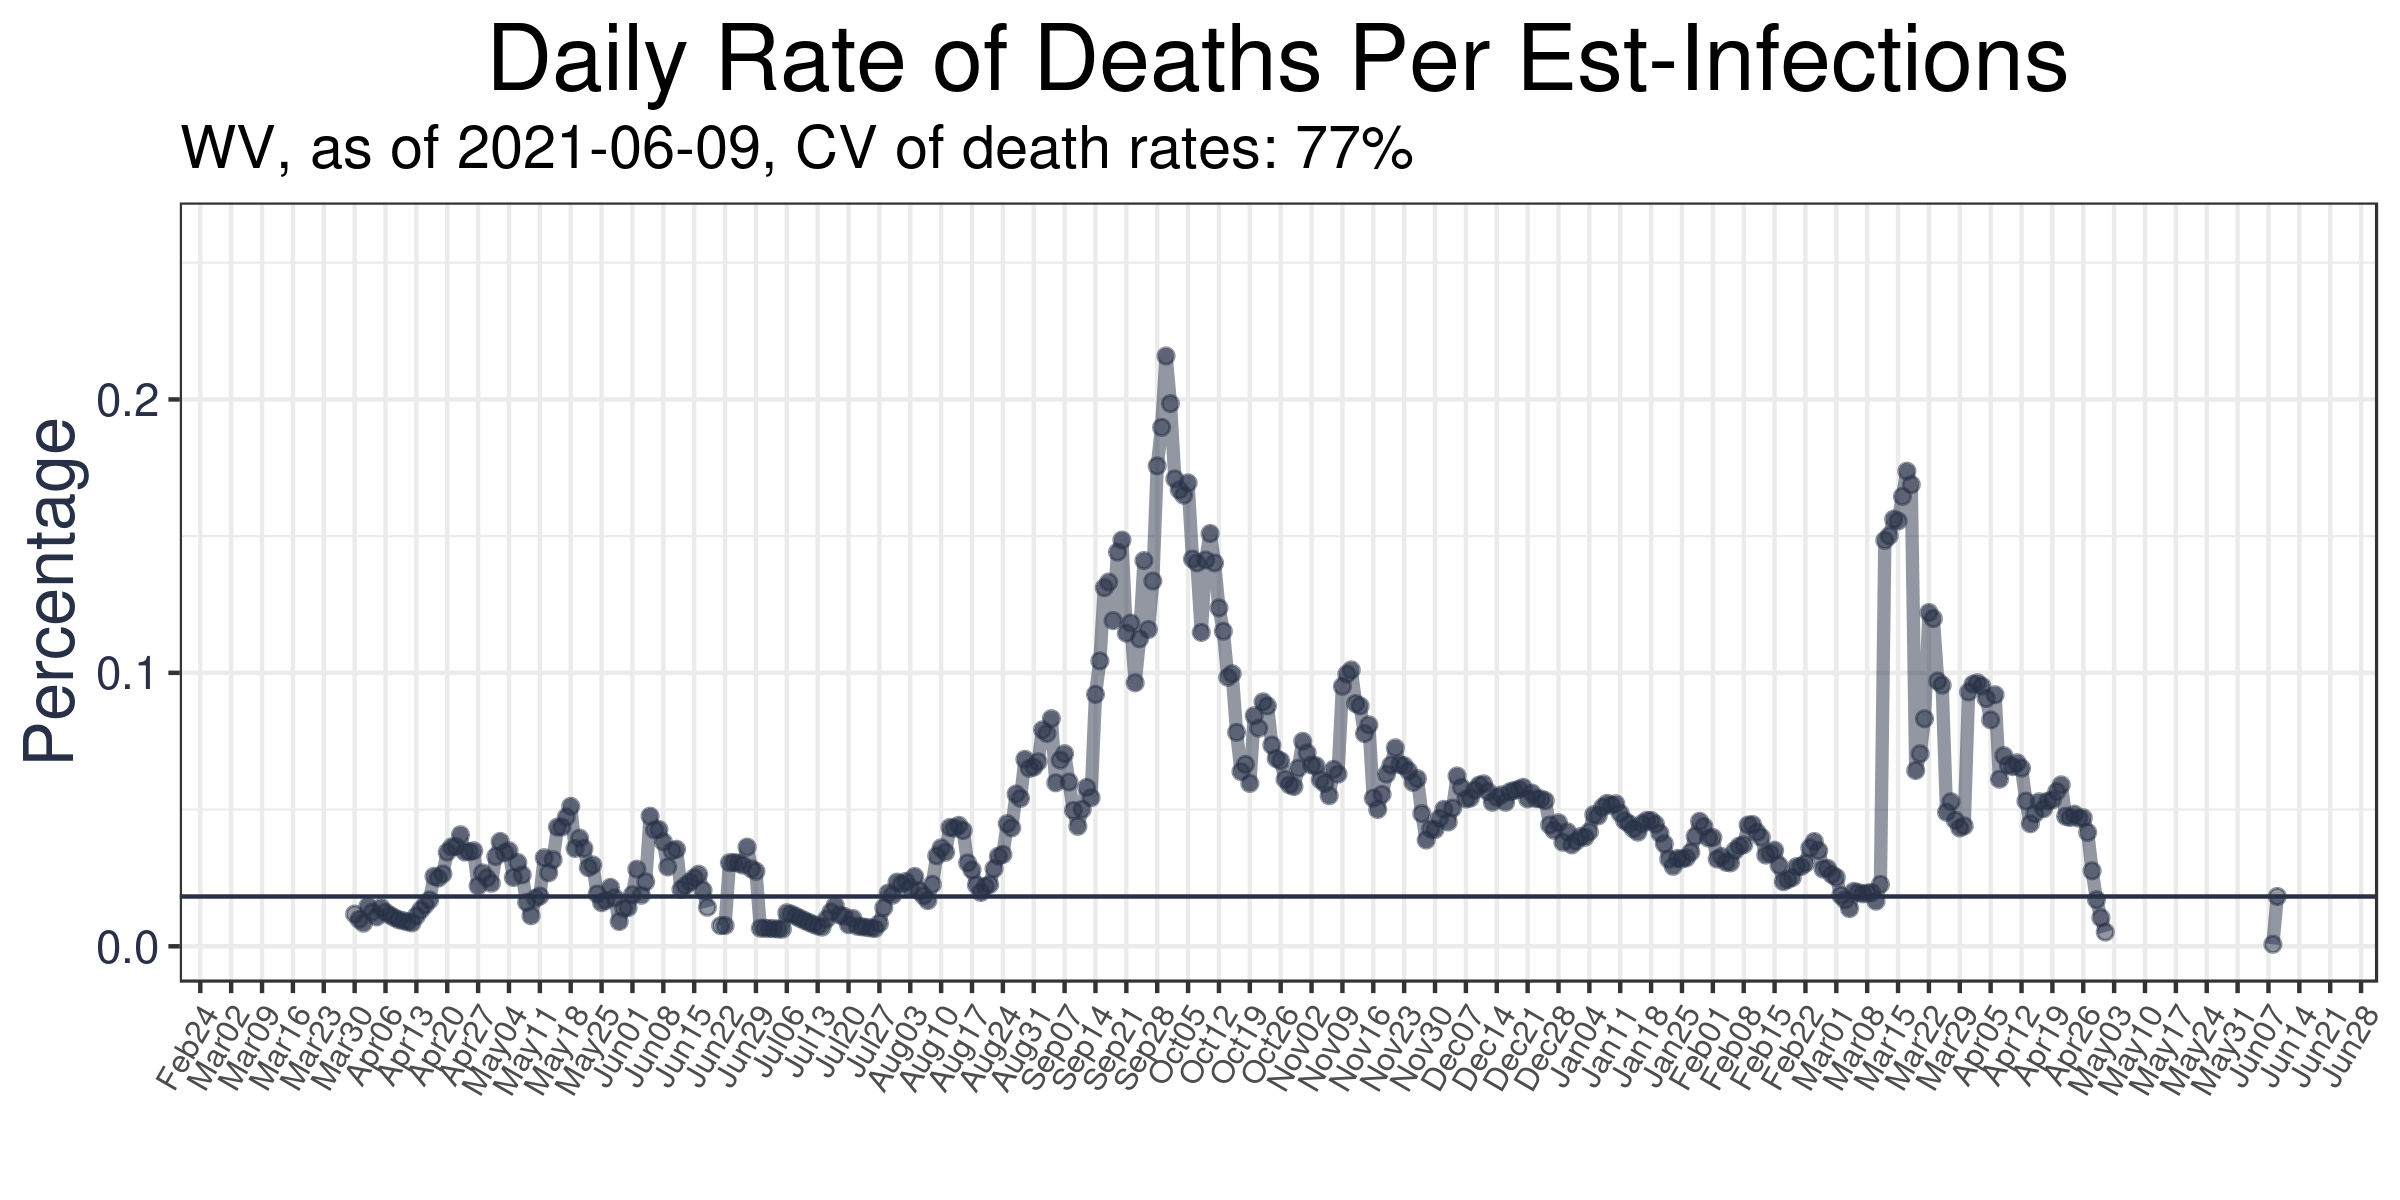 Daily Rate of Deaths Per Est-Infections
WV, as of 2021-06-09, CV of death rates: 77%
Percentage
0.2
0.1
0.0
Feb24
Mar02
Mar09
Mar16
Mar23
Mar30
Apr06
Apr13
Apr20
Apr27
May04
May11
May18
May25
Jun01
Jun08
Jun15
Jun22
Jun29
Jul06
Jul13
Jul20
Jul27
Aug03
Aug10
Aug17
Aug24
Aug31
Sep07
Sep14
Sep21
Sep28
Oct05
Oct12
Oct19
Oct26
Nov02
Nov09
Nov16
Nov23
Nov30
Dec07
Dec14
Dec21
Dec28
Jan04
Jan11
Jan18
Jan25
Feb01
Feb08
Feb15
Feb22
Mar01
Mar08
Mar15
Mar22
Mar29
Apr05
Apr12
Apr19
Apr26
May03
May10
May17
May24
May31
Jun07
Jun14
Jun21
Jun28